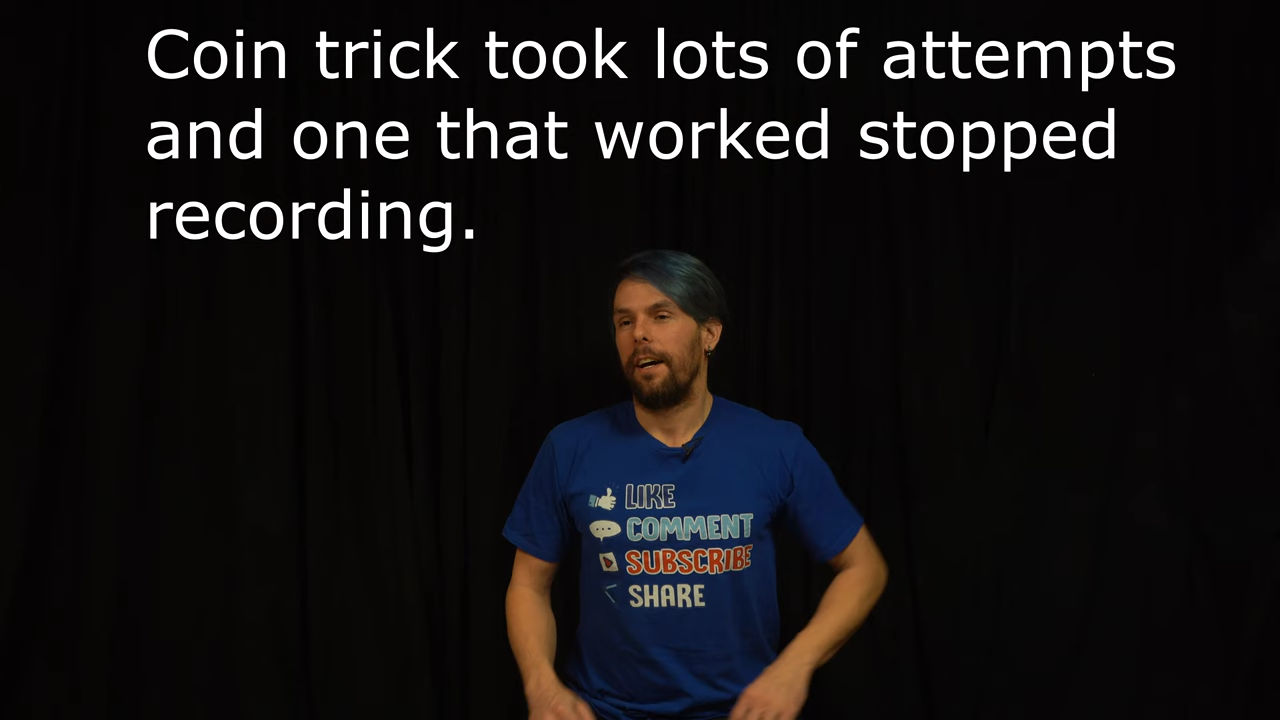 Coin trick took lots of attempts
and one that worked stopped
recording.
LIKE
COMMENT
SUBSCRIBE
SHARE